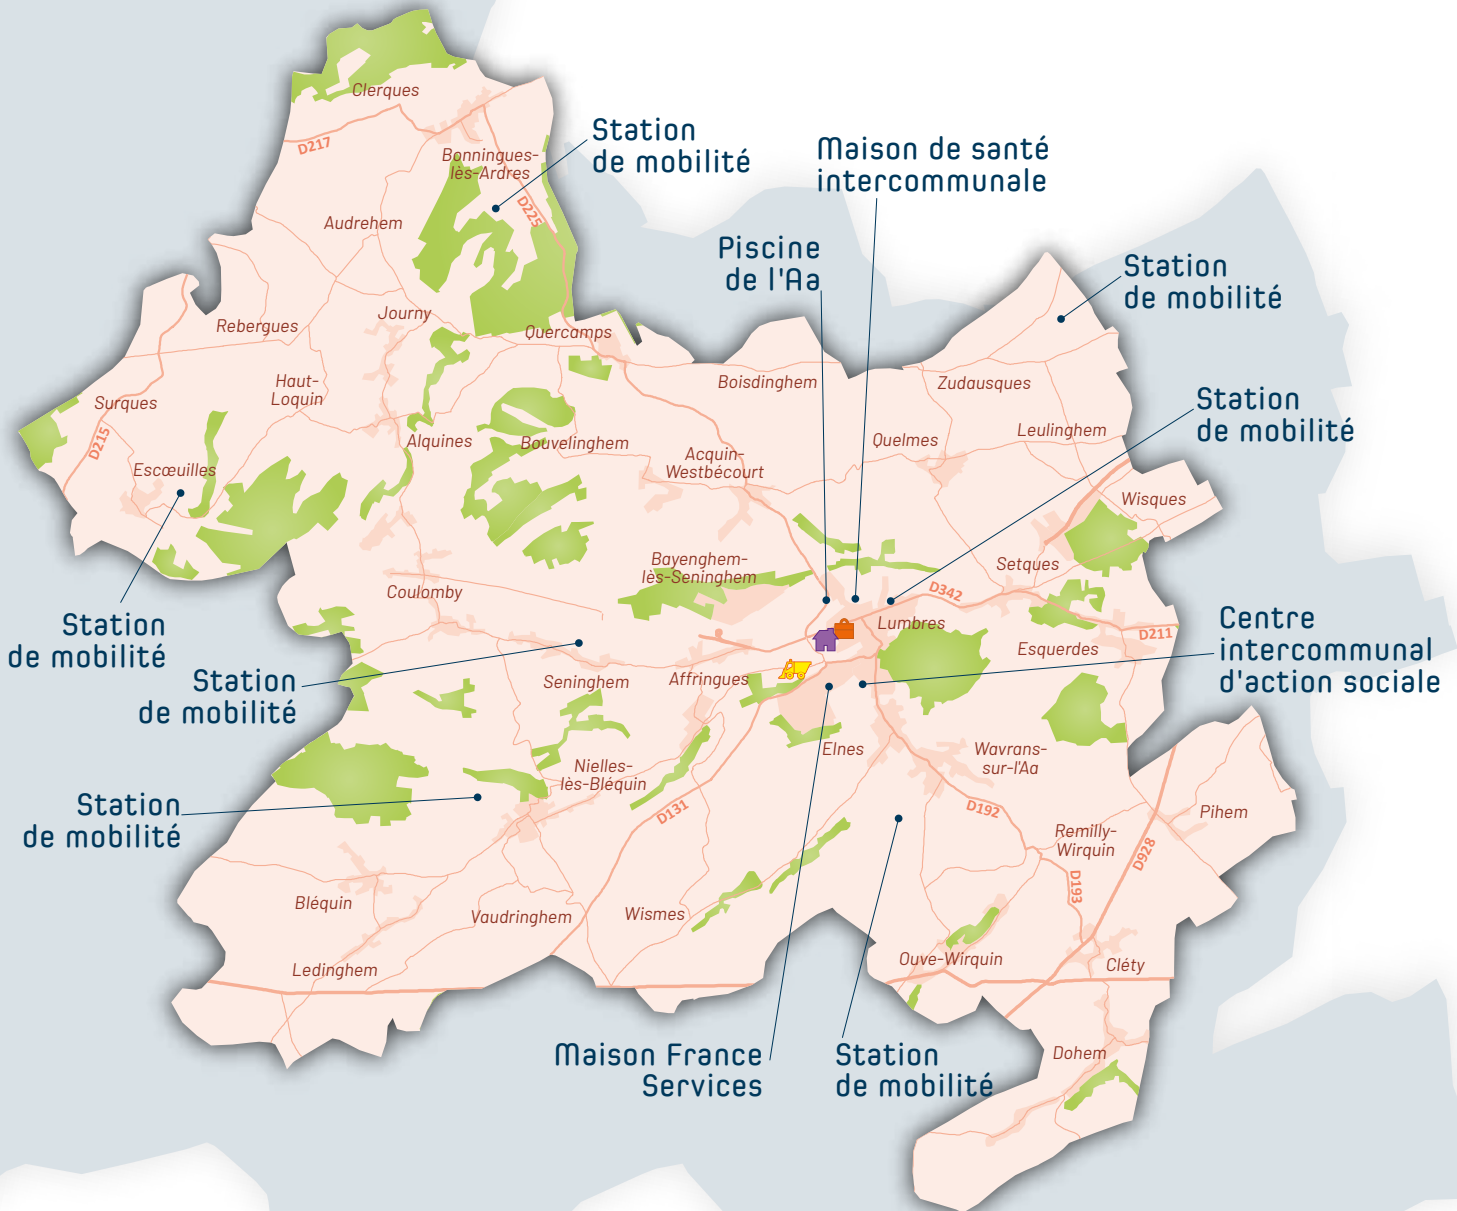 Clerques
D217
Station
de mobilité
Maison de santé
intercommunale
Bonningues-
lès-Ardres
D225
Audrehem
Piscine
de l'Aa
Station
de mobilité
Journy
Rebergues
Quercamps
Haut-
Loquin
Boisdinghem
Zudausques
Surques
Station
de mobilité
D215
Alquines
Bouvelinghem
Quelmes
Leulinghem
Acquin-
Westbécourt
Escœuilles
Wisques
Bayenghem-
lès-Seninghem
Setques
Coulomby
D342
Lumbres
Station
de mobilité
Centre
intercommunal
d'action sociale
D211
Esquerdes
Station
de mobilité
Seninghem
Affringues
Elnes
Wavrans-
sur-l'Aa
Nielles-
lès-Bléquin
Station
de mobilité
D131
D192
Pihem
Remilly-
Wirquin
D928
D193
Bléquin
Vaudringhem
Wismes
Ouve-Wirquin
Cléty
Ledinghem
Maison France
Services
Station
de mobilité
Dohem